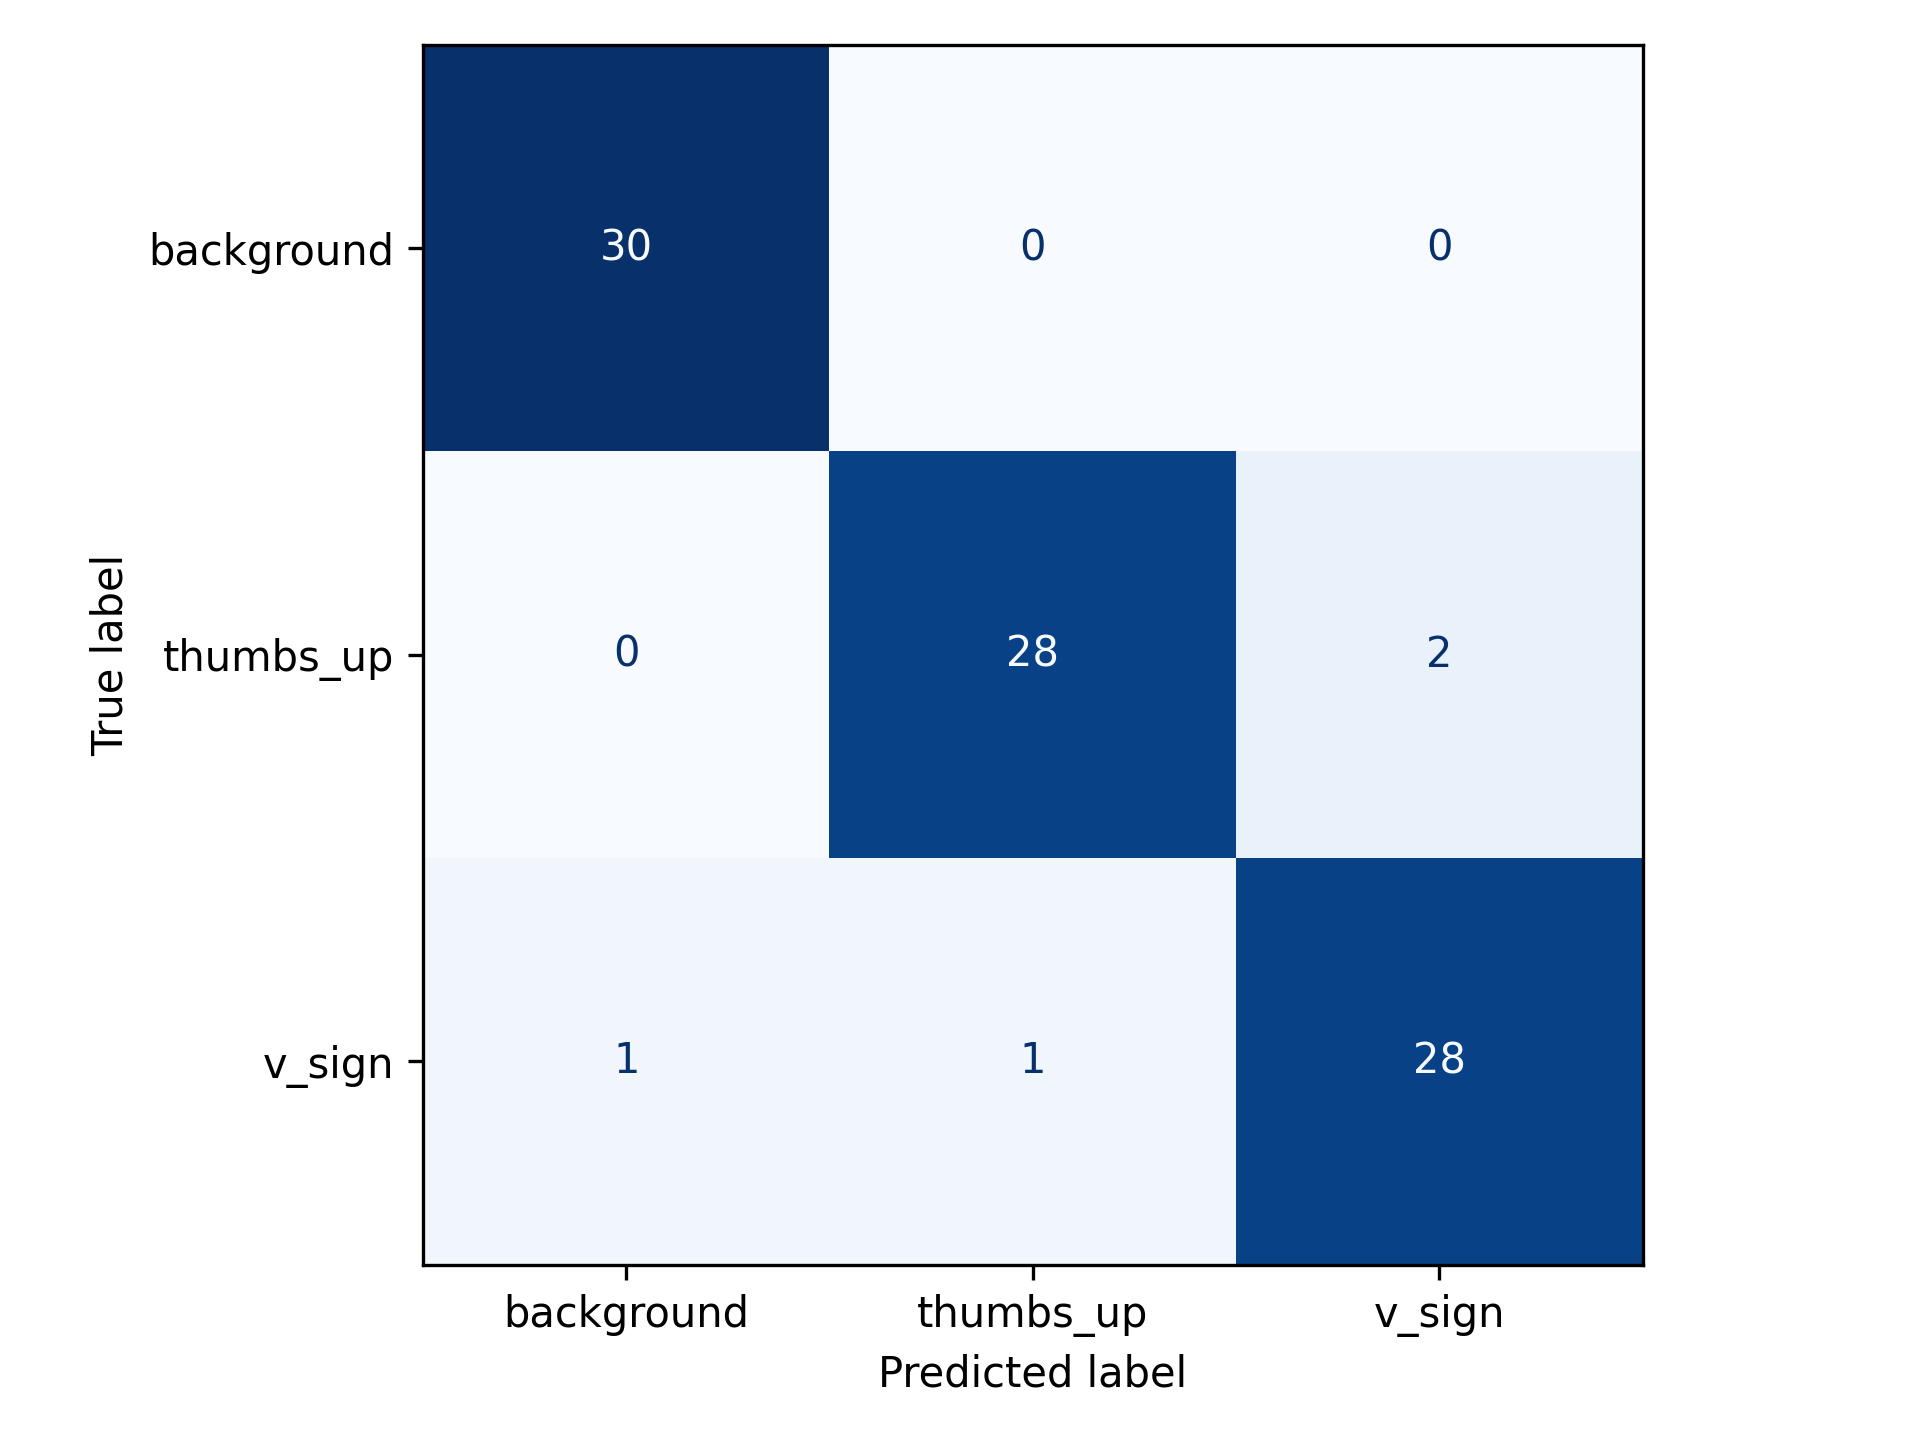 background 30 0 0
thumbs_up 0 28 2
v_sign 1 1 28
True label
background thumbs_up v_sign
Predicted label